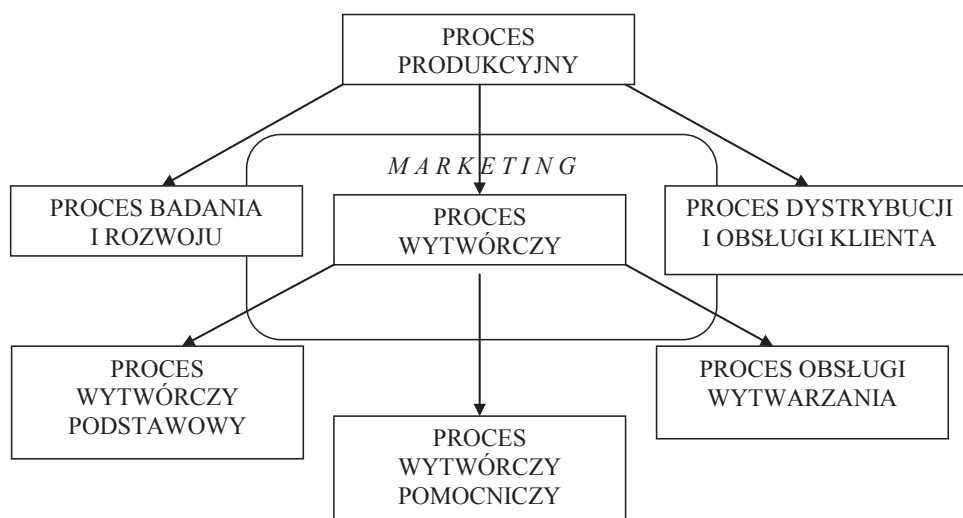 PROCES
PRODUKCYJNY
MARKETING
PROCES BADANIA
I ROZWOJU
PROCES
WYTWÓRCZY
PROCES DYSTRYBUCJI
I OBSŁUGI KLIENTA
PROCES
WYTWÓRCZY
PODSTAWOWY
PROCES
WYTWÓRCZY
POMOCNICZY
PROCES OBSŁUGI
WYTWARZANIA